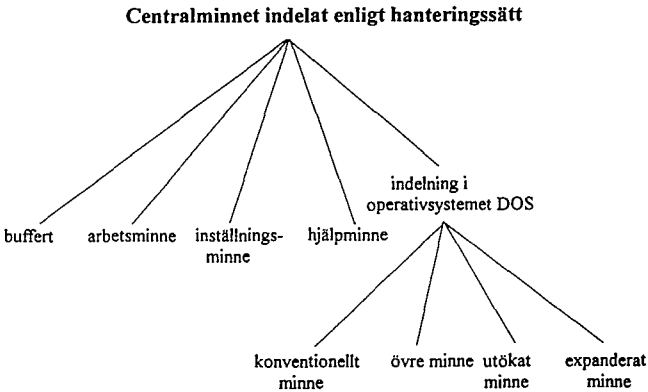 Centralminnet indelat enligt hanteringssätt
indelning i
operativsystemet DOS
buffert arbetsminne inställnings- hjälpminne
minne
konventionellt övre minne utökat expanderat
minne minne minne